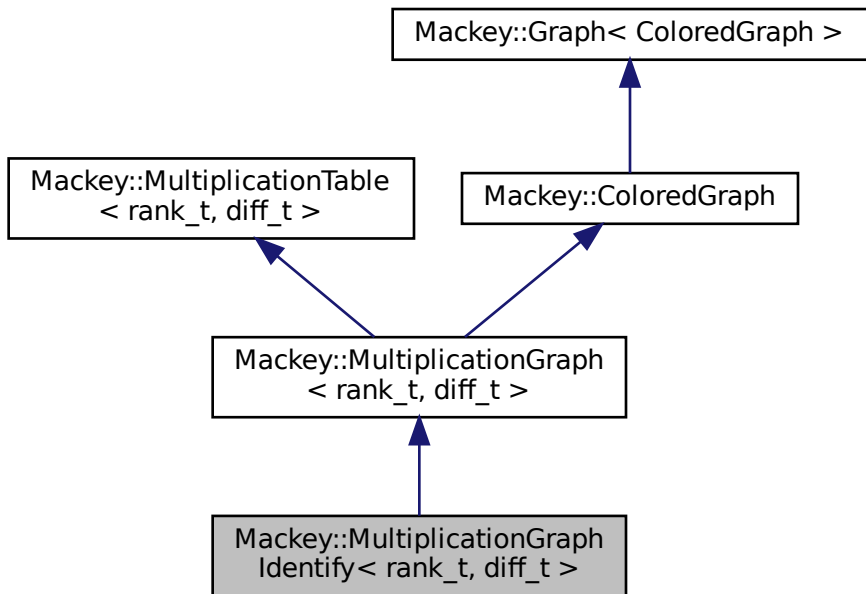 Mackey::Graph< ColoredGraph >
Mackey::MultiplicationTable
< rank_t, diff_t >
Mackey::ColoredGraph
Mackey::MultiplicationGraph
< rank_t, diff_t >
Mackey::MultiplicationGraph
Identify< rank_t, diff_t >